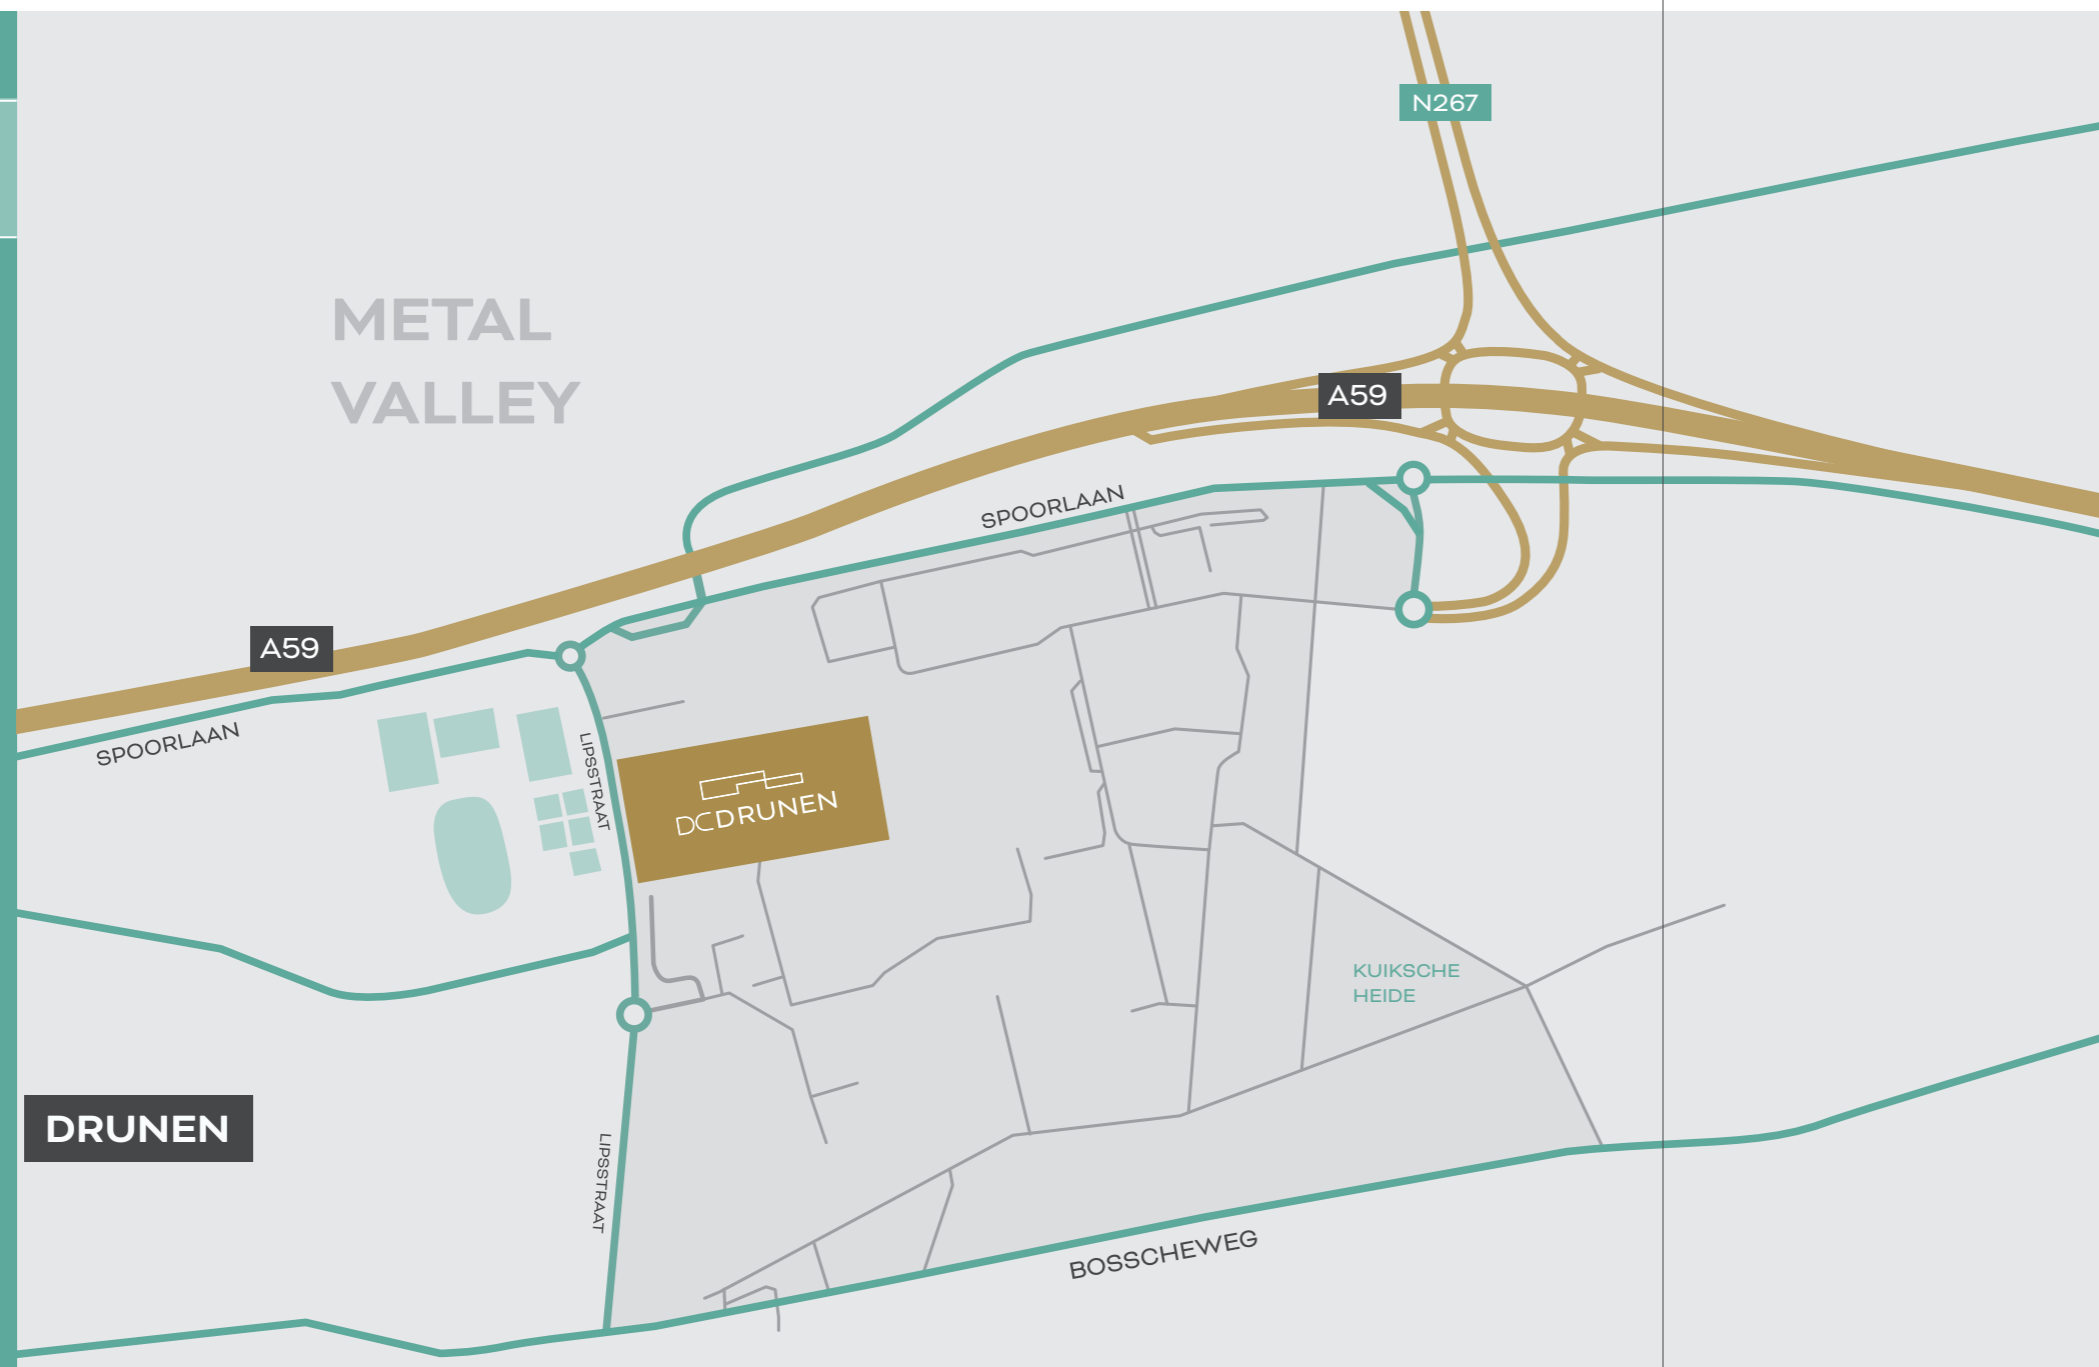 N267
METAL
VALLEY
A59
SPOORLAAN
A59
SPOORLAAN
LIPSSTRAAT
DCDRUNEN
KUIKSCHE
HEIDE
DRUNEN
LIPSSTRAAT
BOSSCHEWEG